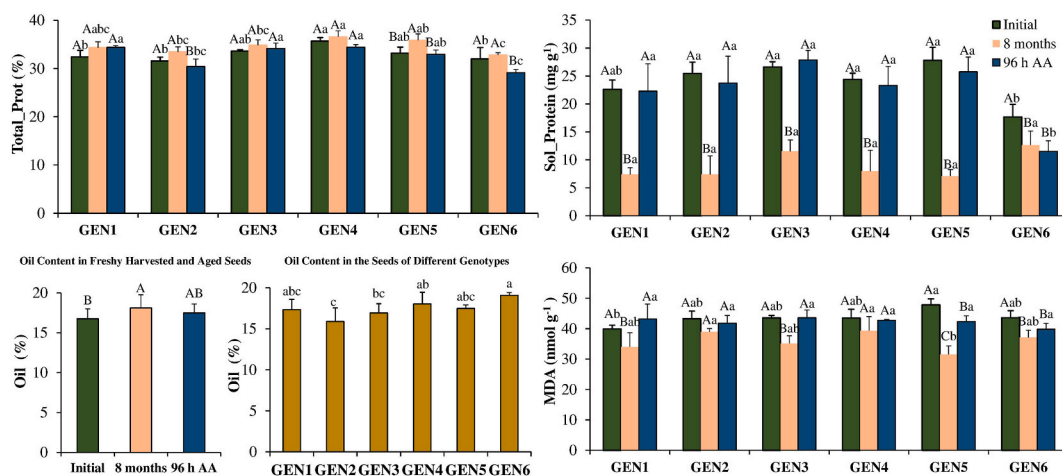 Total_Prot (%)
40%
30%
20%
10%
0%
Ab Aabc Aa
Ab Abc Bbc
Aa Abc Aa
Aa Aa Aa
Bab Aab Bab
Ab Ac Bc
GEN1 GEN2 GEN3 GEN4 GEN5 GEN6
Sol_Protein (mg g-1)
35
30
25
20
15
10
5
0
Aab Ba Aa
Aa Ba Aa
Aa Ba Aa
Aa Ba Aa
Aa Ba Aa
Ab Ba Bb
Initial
8 months
96 h AA
GEN1 GEN2 GEN3 GEN4 GEN5 GEN6
Oil Content in Freshy Harvested and Aged Seeds
Oil (%)
20
15
10
5
0
B A AB
Initial 8 months 96 h AA
Oil Content in the Seeds of Different Genotypes
Oil (%)
20
15
10
5
0
abc c bc ab abc a
GEN1 GEN2 GEN3 GEN4 GEN5 GEN6
MDA (nmol g-1)
50
40
30
20
10
0
Ab Bab Aa
Aab Aa Aa
Aab Bab Aa
Aab Aa Aa
Aa Cb Ba
Aab Bab Ba
GEN1 GEN2 GEN3 GEN4 GEN5 GEN6